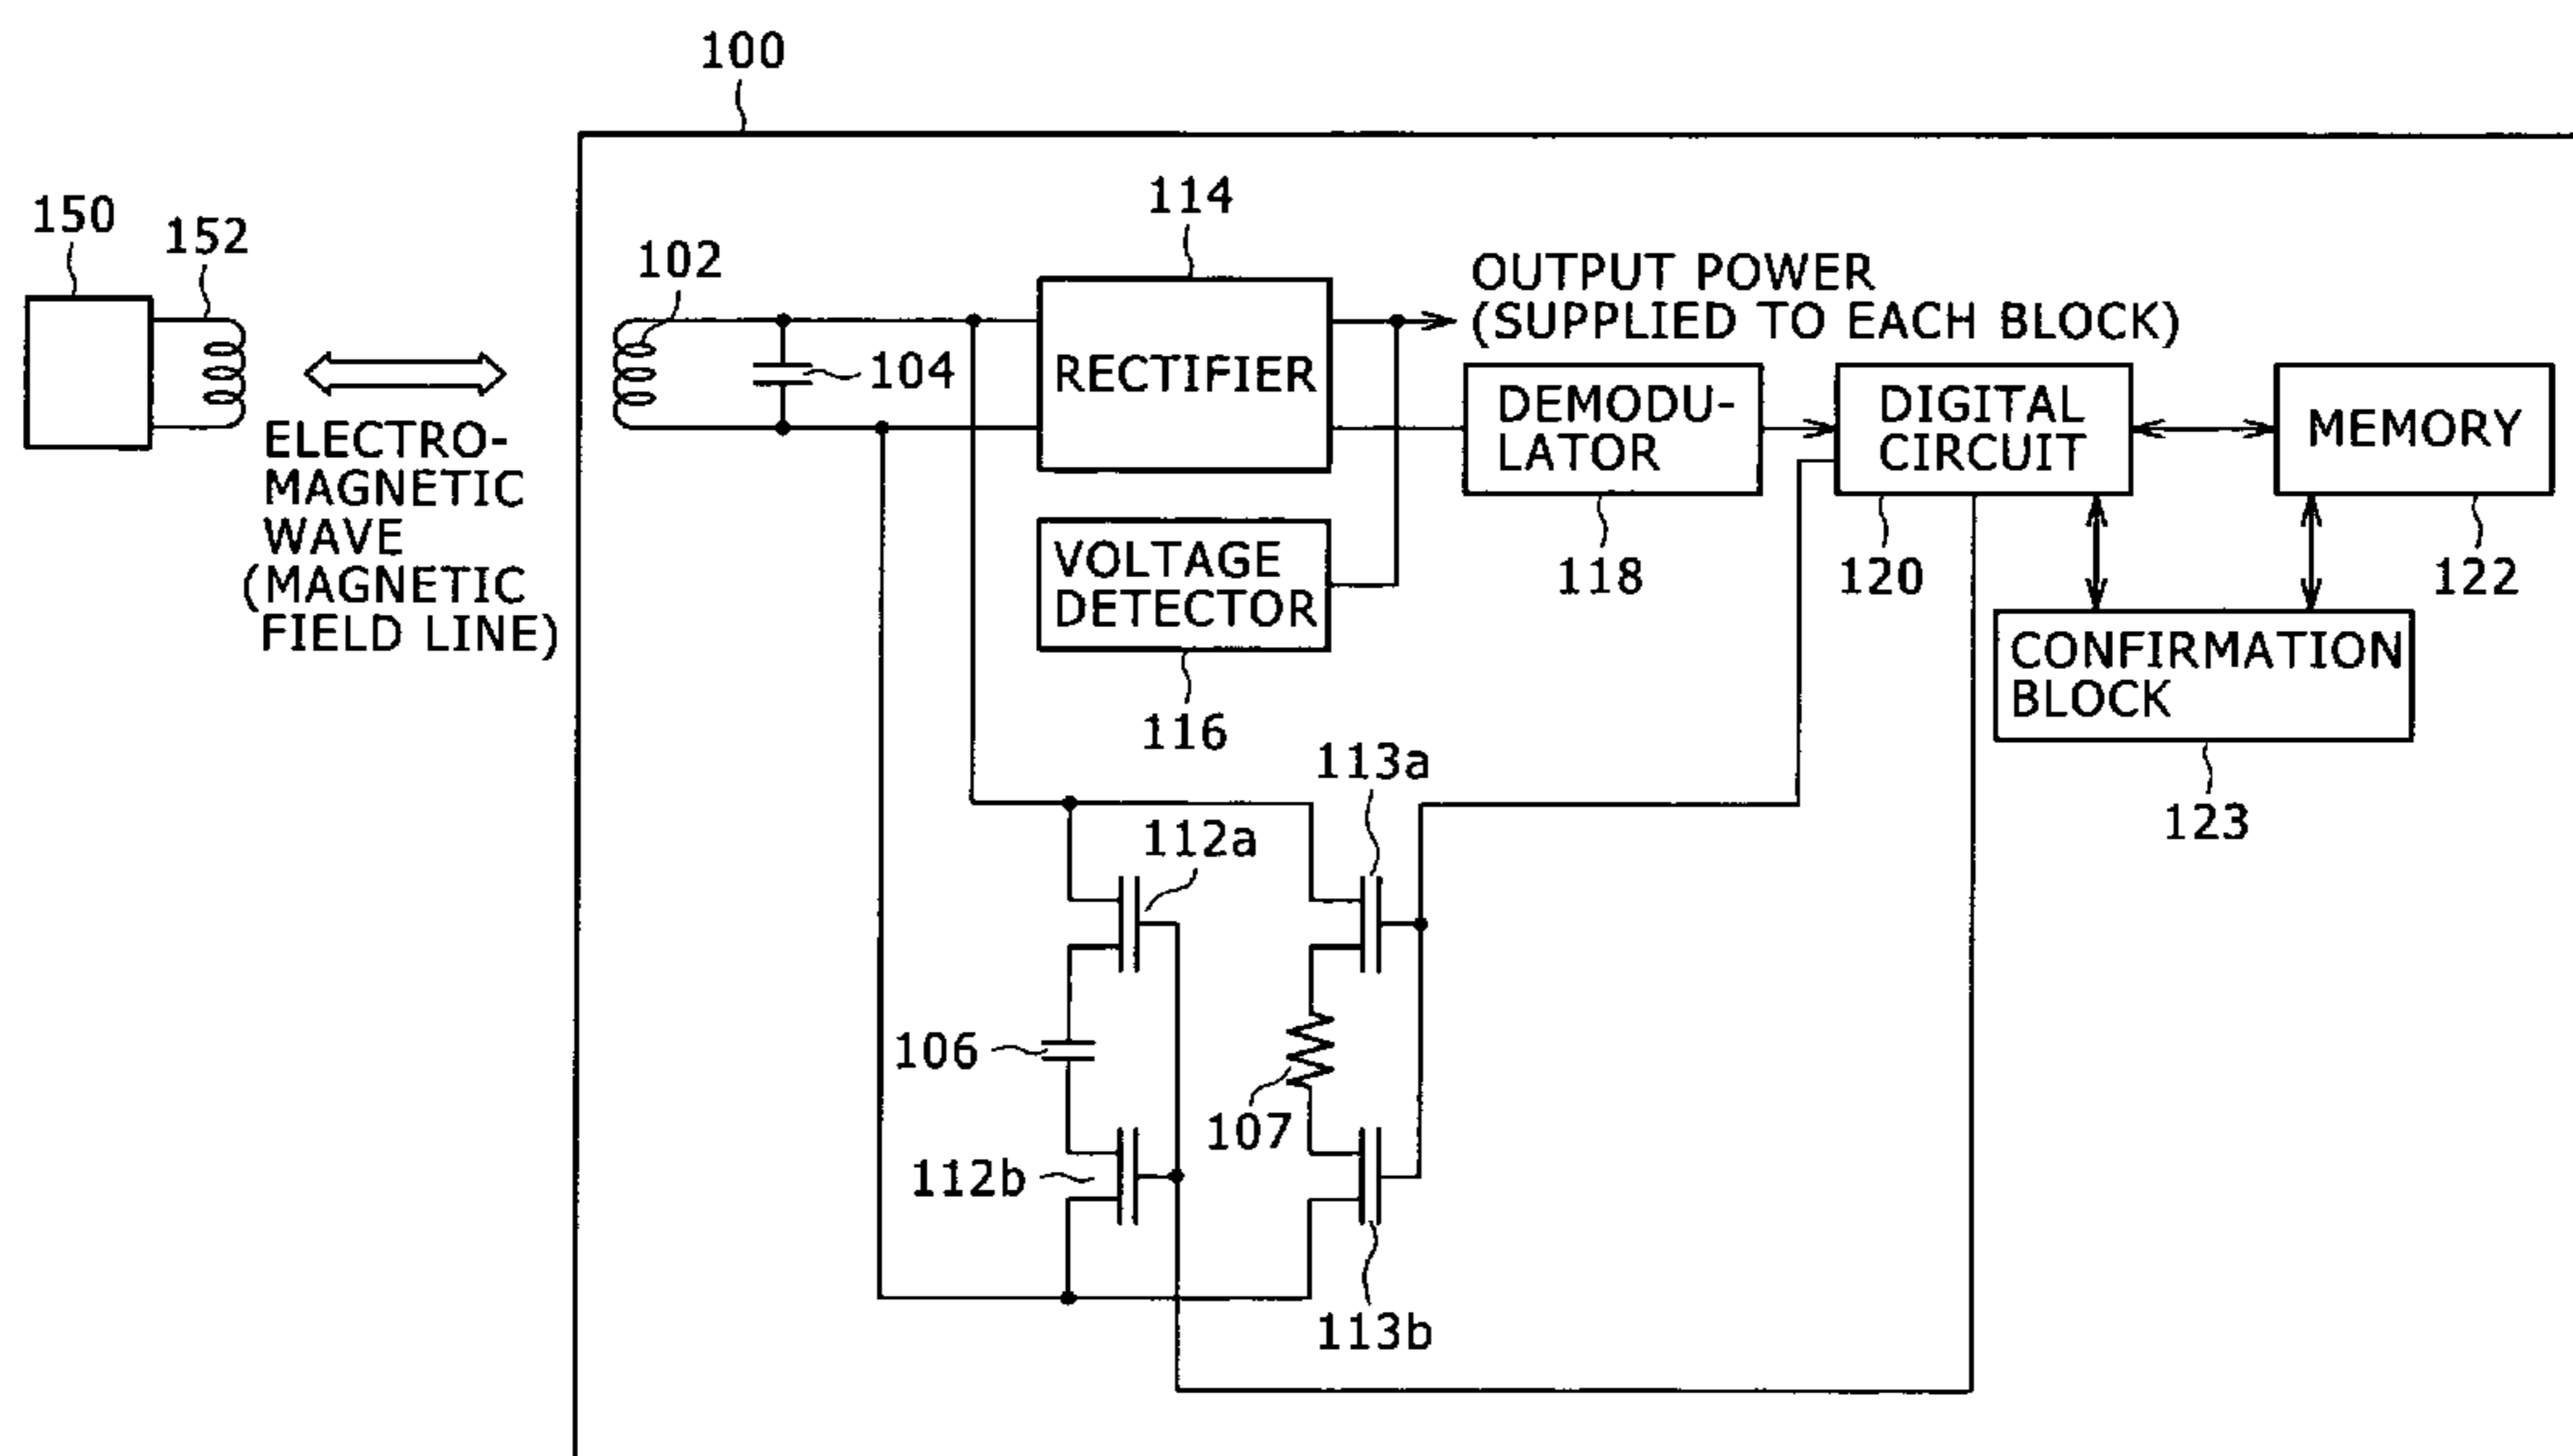 100
150
152
114
102
OUTPUT POWER
(SUPPLIED TO EACH BLOCK)
104
RECTIFIER
DEMODU-
LATOR
DIGITAL
CIRCUIT
MEMORY
ELECTRO-
MAGNETIC
WAVE
(MAGNETIC
FIELD LINE)
VOLTAGE
DETECTOR
118
120
122
CONFIRMATION
BLOCK
116
113a
123
112a
106
107
112b
113b